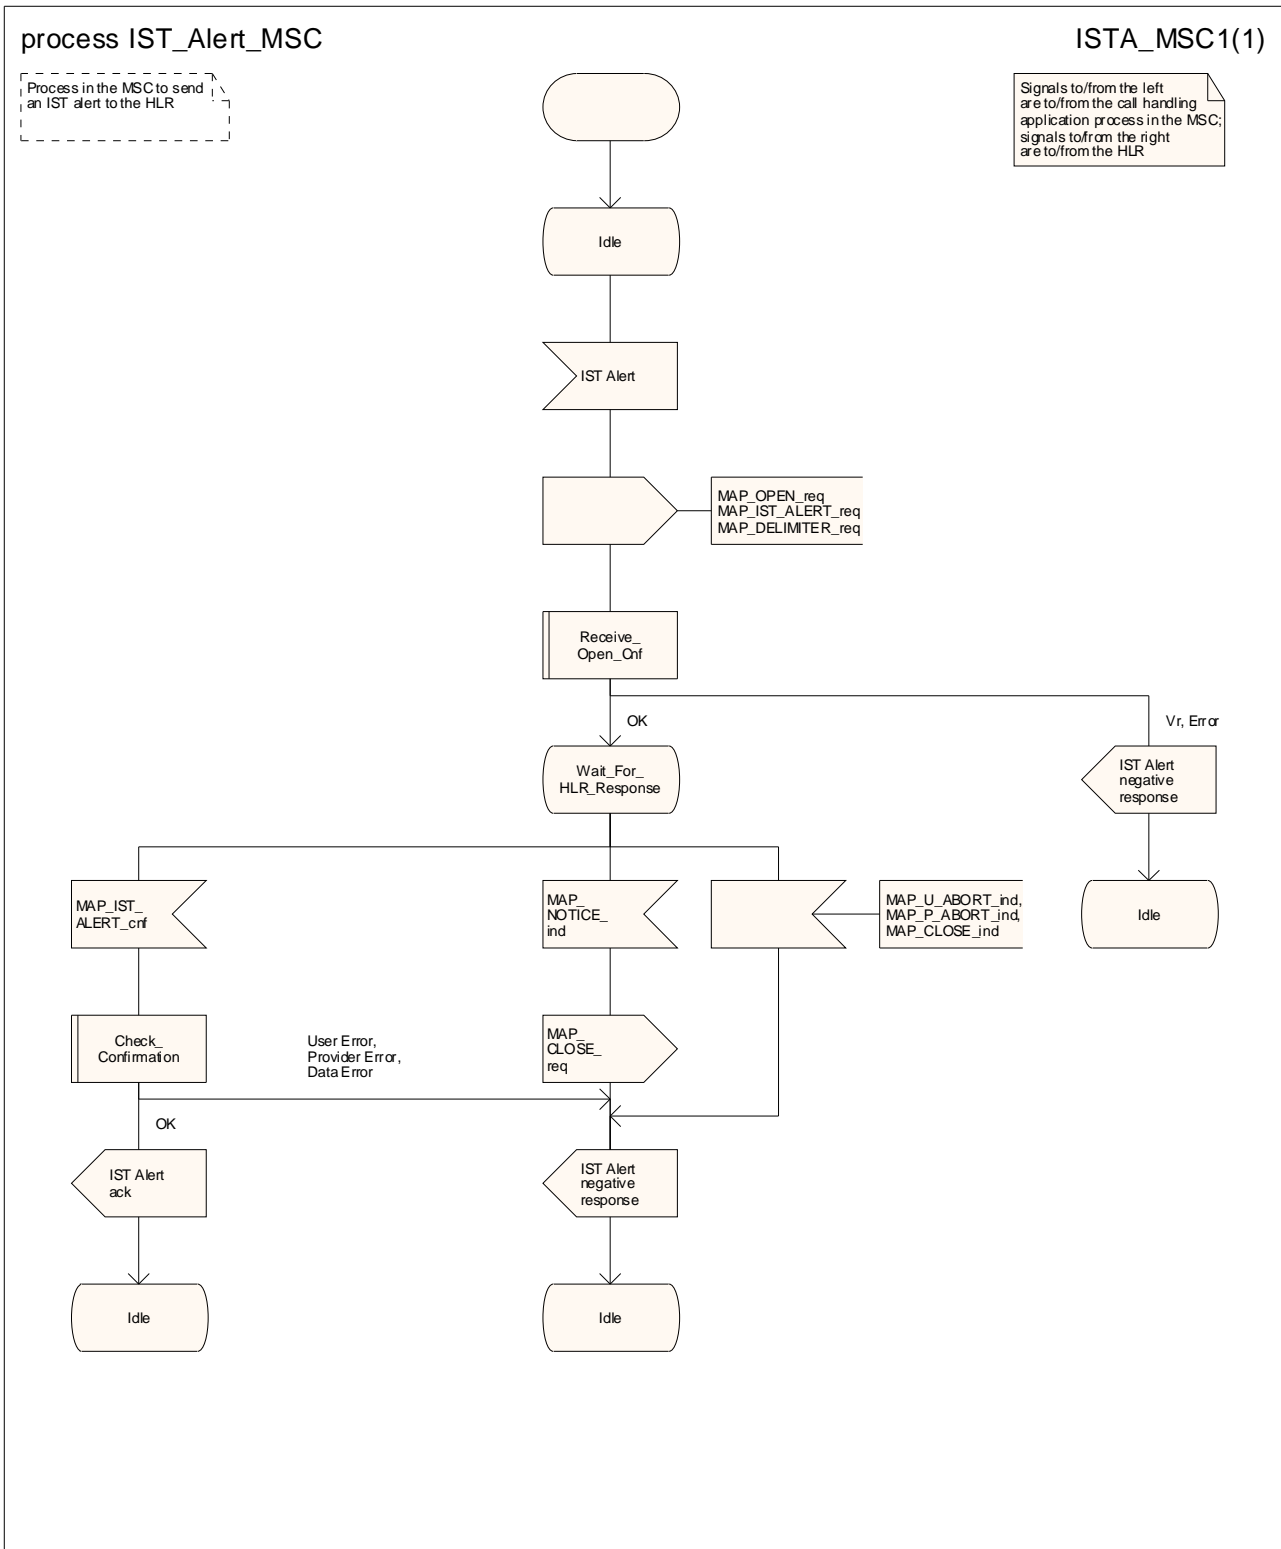 process IST_Alert_MSC
ISTA_MSC1(1)
Process in the MSC to send
an IST alert to the HLR
Signals to/from the left
are to/from the call handling
application process in the MSC;
signals to/from the right
are to/from the HLR
Idle
IST Alert
MAP_OPEN_req
MAP_IST_ALERT_req
MAP_DELIMITER_req
Receive_
Open_Cnf
OK
Vr, Error
Wait_For_
HLR_Response
IST Alert
negative
response
MAP_IST_
ALERT_cnf
MAP_
NOTICE_
ind
MAP_U_ABORT_ind,
MAP_P_ABORT_ind,
MAP_CLOSE_ind
Idle
Check_
Confirmation
User Error,
Provider Error,
Data Error
MAP_
CLOSE_
req
OK
IST Alert
ack
IST Alert
negative
response
Idle
Idle